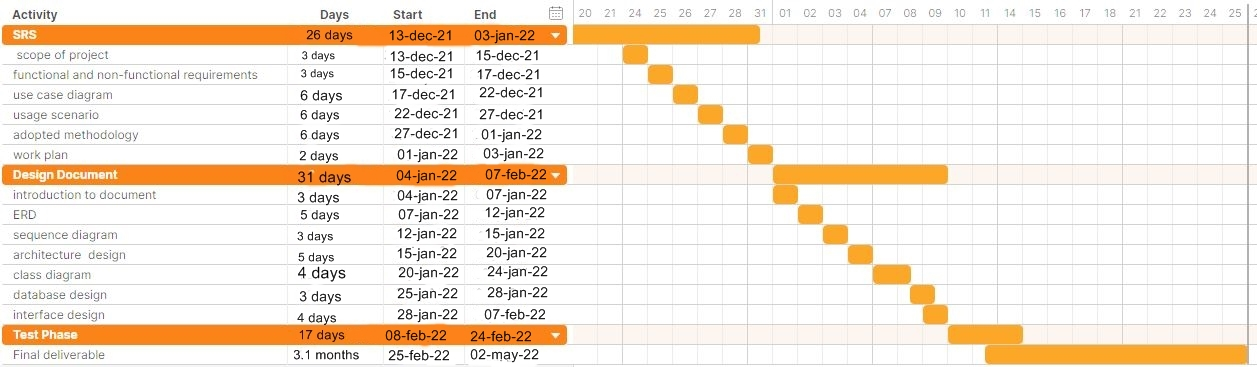 Activity Days Start End 20 21 24 25 26 27 28 31 01 02 03 04 07 08 09 10 11 14 15 16 17 18 21 22 23 24 25 2
SRS 26 days 13-dec-21 03-jan-22
scope of project 3 days 13-dec-21 15-dec-21
functional and non-functional requirements 3 days 15-dec-21 17-dec-21
use case diagram 6 days 17-dec-21 22-dec-21
usage scenario 6 days 22-dec-21 27-dec-21
adopted methodology 6 days 27-dec-21 01-jan-22
work plan 2 days 01-jan-22 03-jan-22
Design Document 31 days 04-jan-22 07-feb-22
introduction to document 3 days 04-jan-22 07-jan-22
ERD 5 days 07-jan-22 12-jan-22
sequence diagram 3 days 12-jan-22 15-jan-22
architecture design 5 days 15-jan-22 20-jan-22
class diagram 4 days 20-jan-22 24-jan-22
database design 3 days 25-jan-22 28-jan-22
interface design 4 days 28-jan-22 07-feb-22
Test Phase 17 days 08-feb-22 24-feb-22
Final deliverable 3.1 months 25-feb-22 02-may-22